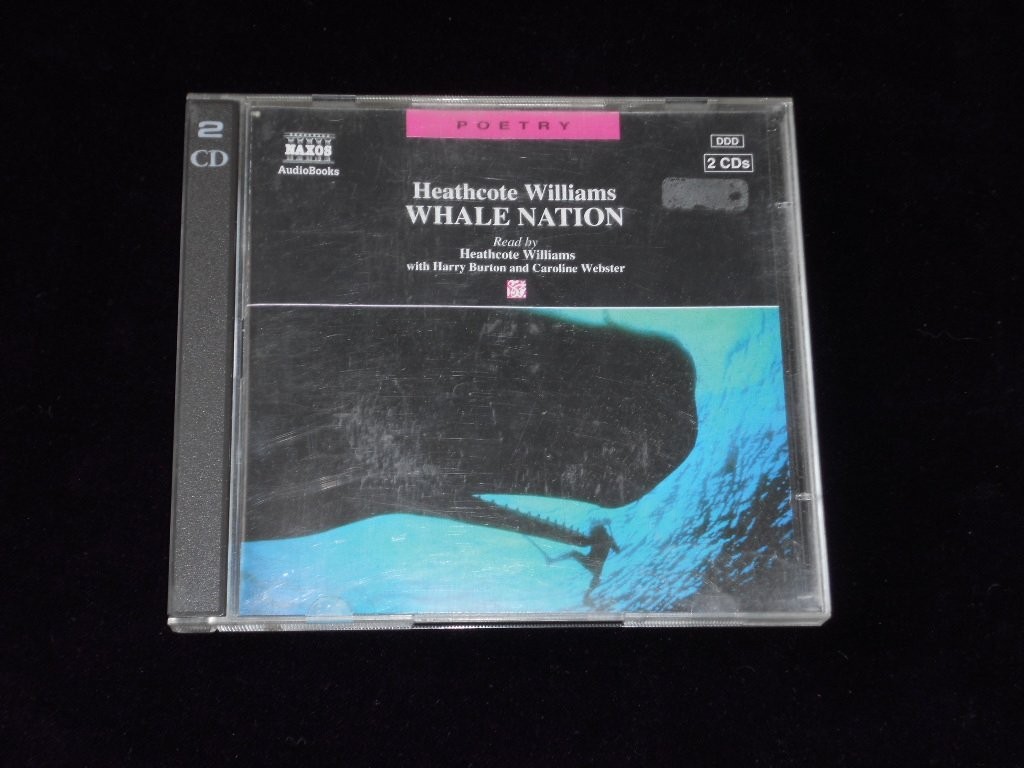 2
CD
POETRY
NAXOS
AudioBooks
DDD
2 CDs
Heathcote Williams
WHALE NATION
Read by
Heathcote Williams
with Harry Burton and Caroline Webster